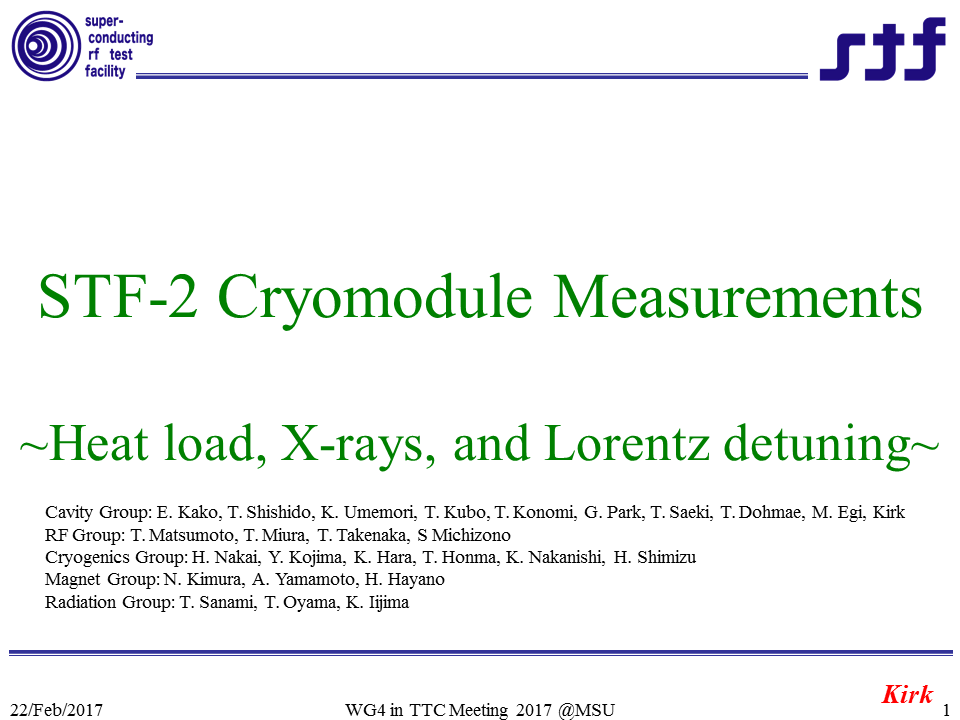 super-
conducting
rf test
facility
stf
STF-2 Cryomodule Measurements
~Heat load, X-rays, and Lorentz detuning~
Cavity Group: E. Kako, T. Shishido, K. Umemori, T. Kubo, T. Konomi, G. Park, T. Saeki, T. Dohmae, M. Egi, Kirk
RF Group: T. Matsumoto, T. Miura, T. Takenaka, S Michizono
Cryogenics Group: H. Nakai, Y. Kojima, K. Hara, T. Honma, K. Nakanishi, H. Shimizu
Magnet Group: N. Kimura, A. Yamamoto, H. Hayano
Radiation Group: T. Sanami, T. Oyama, K. Iijima
Kirk
22/Feb/2017 WG4 in TTC Meeting 2017 @MSU 1